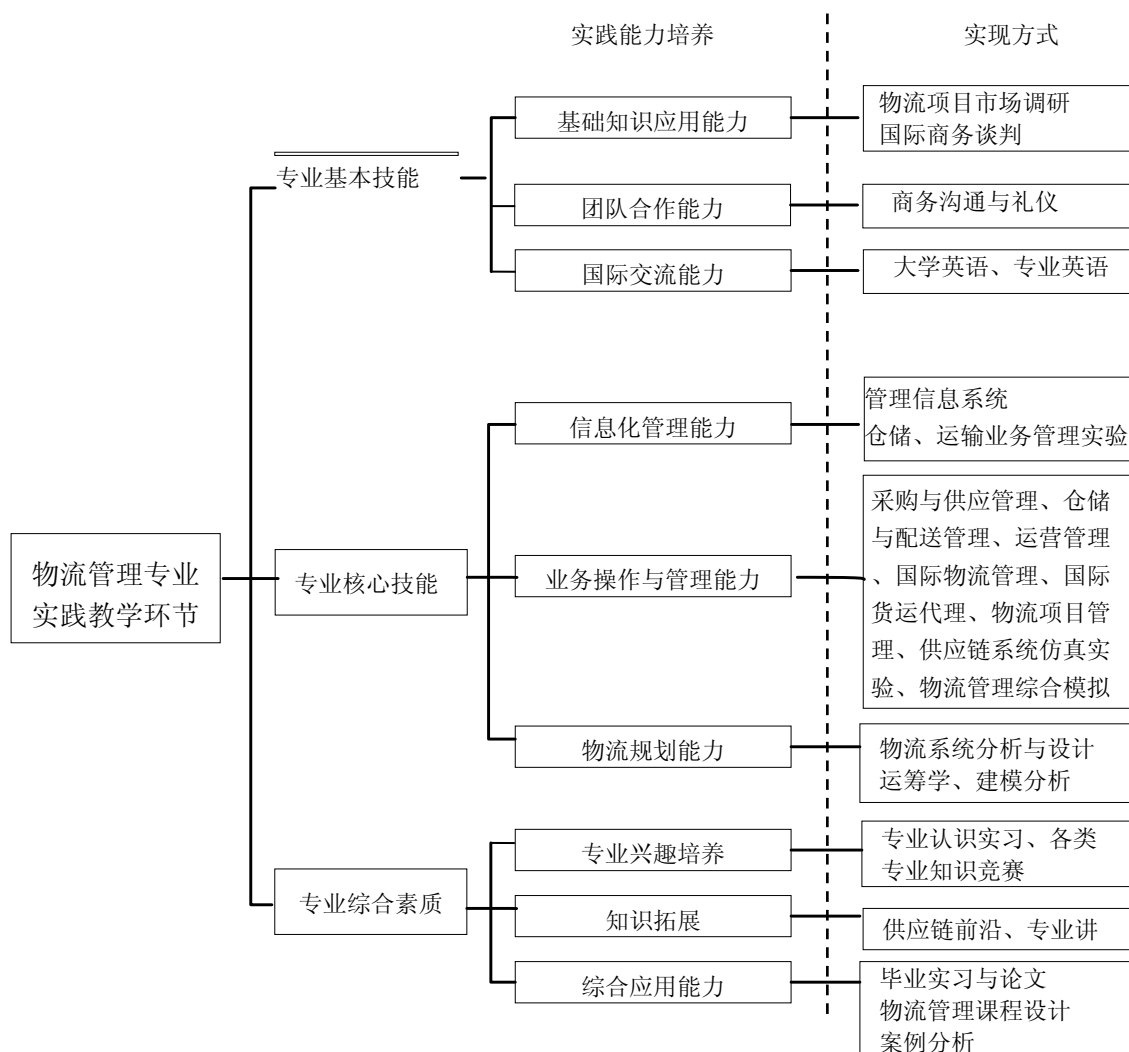 实践能力培养
实现方式
基础知识应用能力
物流项目市场调研
国际商务谈判
专业基本技能
团队合作能力
商务沟通与礼仪
国际交流能力
大学英语、专业英语
信息化管理能力
管理信息系统
仓储、运输业务管理实验
物流管理专业
实践教学环节
专业核心技能
业务操作与管理能力
采购与供应管理、仓储
与配送管理、运营管理
、国际物流管理、国际
货运代理、物流项目管
理、供应链系统仿真实
验、物流管理综合模拟
物流规划能力
物流系统分析与设计
运筹学、建模分析
专业综合素质
专业兴趣培养
专业认识实习、各类
专业知识竞赛
知识拓展
供应链前沿、专业讲
综合应用能力
毕业实习与论文
物流管理课程设计
案例分析